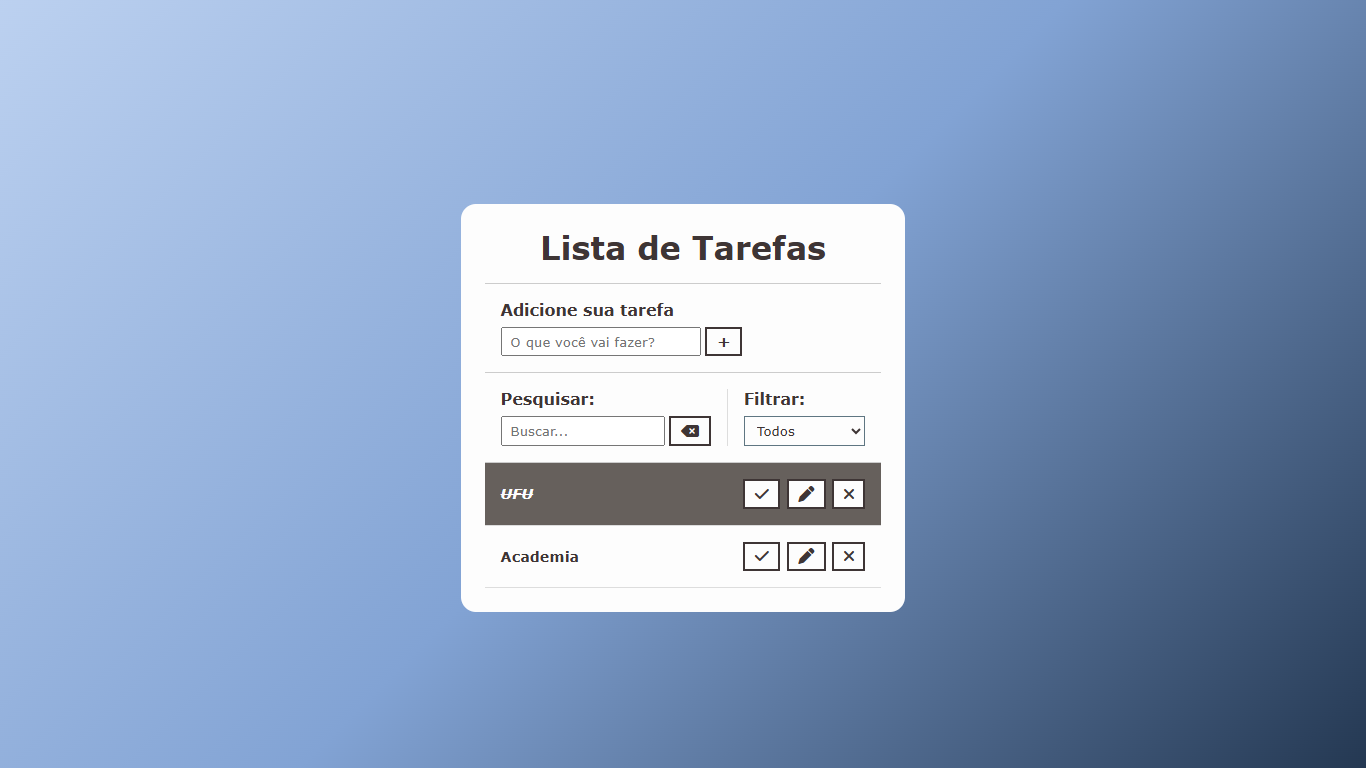 Lista de Tarefas
Adicione sua tarefa
O que você vai fazer?
Pesquisar:
Filtrar:
Buscar...
Todos
UFU
Academia